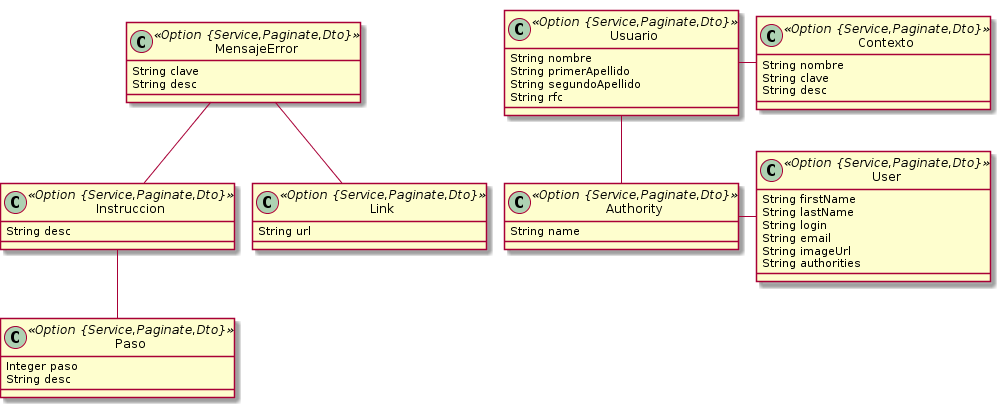 C
«Option {Service,Paginate,Dto}»
MensajeError
String clave
String desc
C
«Option {Service,Paginate,Dto}»
Usuario
String nombre
String primerApellido
String segundoApellido
String rfc
C
«Option {Service,Paginate,Dto}»
Contexto
String nombre
String clave
String desc
C
«Option {Service,Paginate,Dto}»
Instruccion
String desc
C
«Option {Service,Paginate,Dto}»
Link
String url
C
«Option {Service,Paginate,Dto}»
Authority
String name
C
«Option {Service,Paginate,Dto}»
User
String firstName
String lastName
String login
String email
String imageUrl
String authorities
C
«Option {Service,Paginate,Dto}»
Paso
Integer paso
String desc